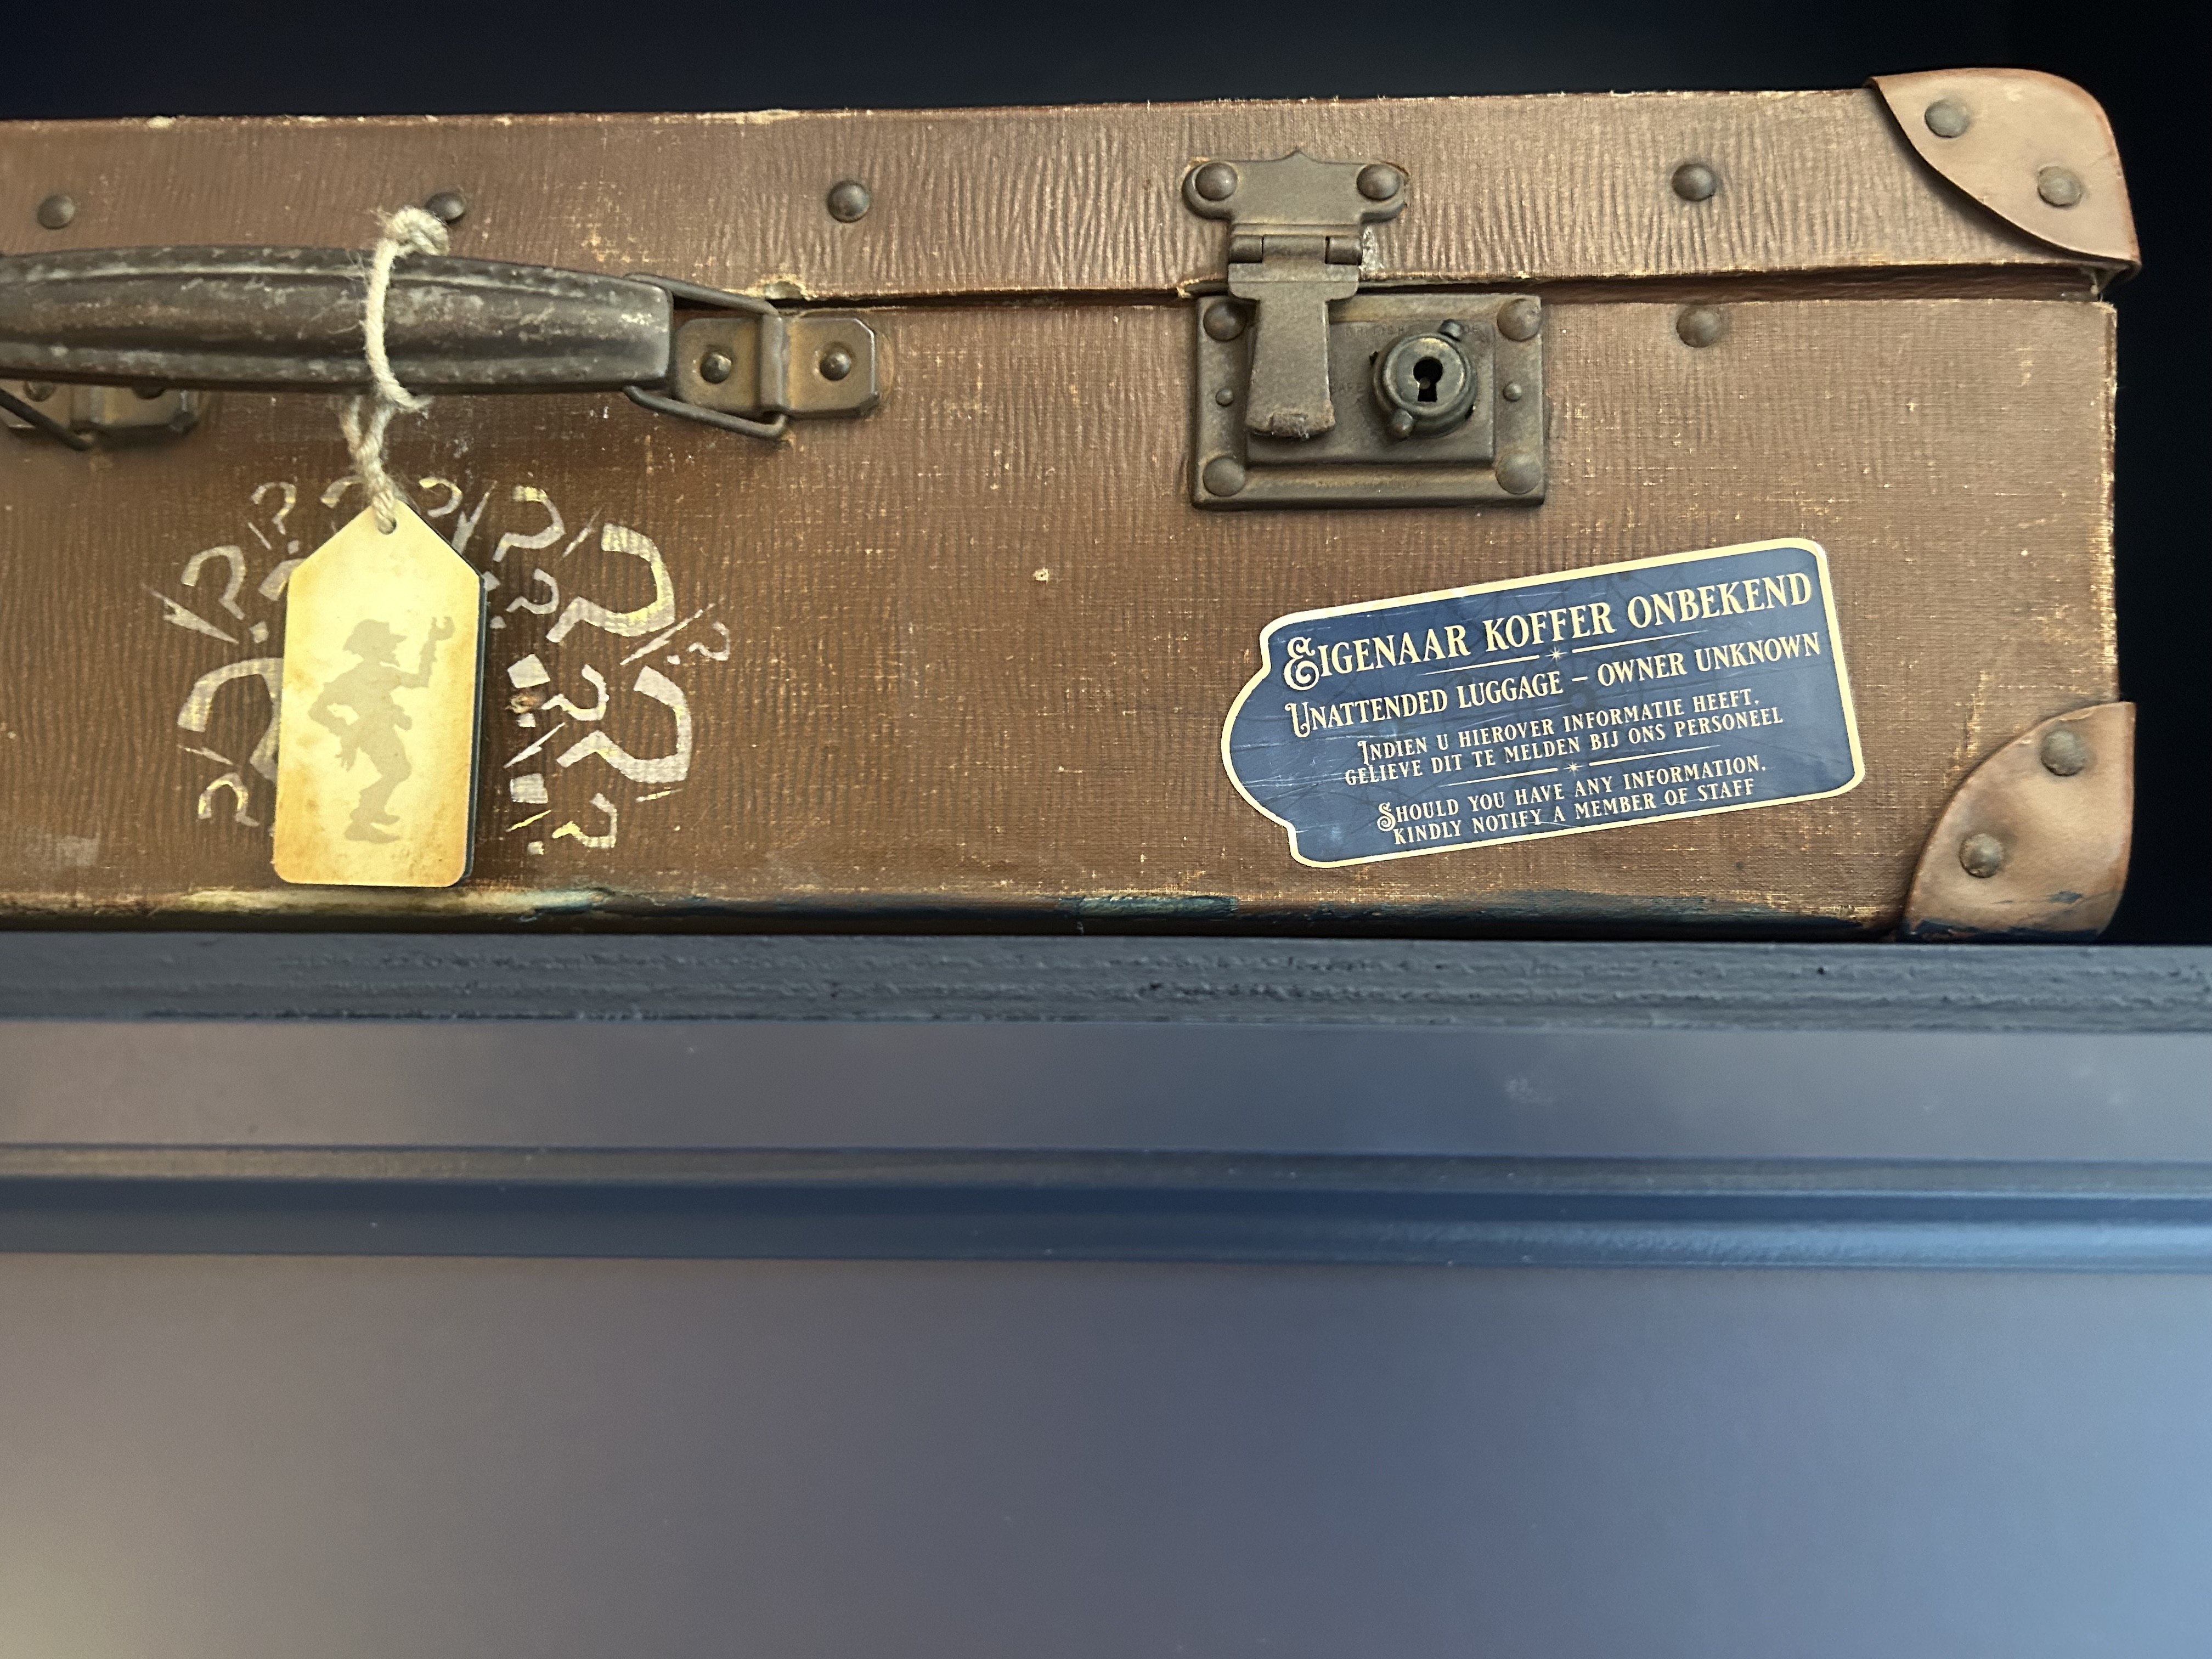 BRITISH
? ? ? ? ? ? ? ? ? ? ? ? ? ?
EIGENAAR KOFFER ONBEKEND
UNATTENDED LUGGAGE – OWNER UNKNOWN
INDIEN U HIEROVER INFORMATIE HEEFT,
GELIEVE DIT TE MELDEN BIJ ONS PERSONEEL
SHOULD YOU HAVE ANY INFORMATION,
KINDLY NOTIFY A MEMBER OF STAFF